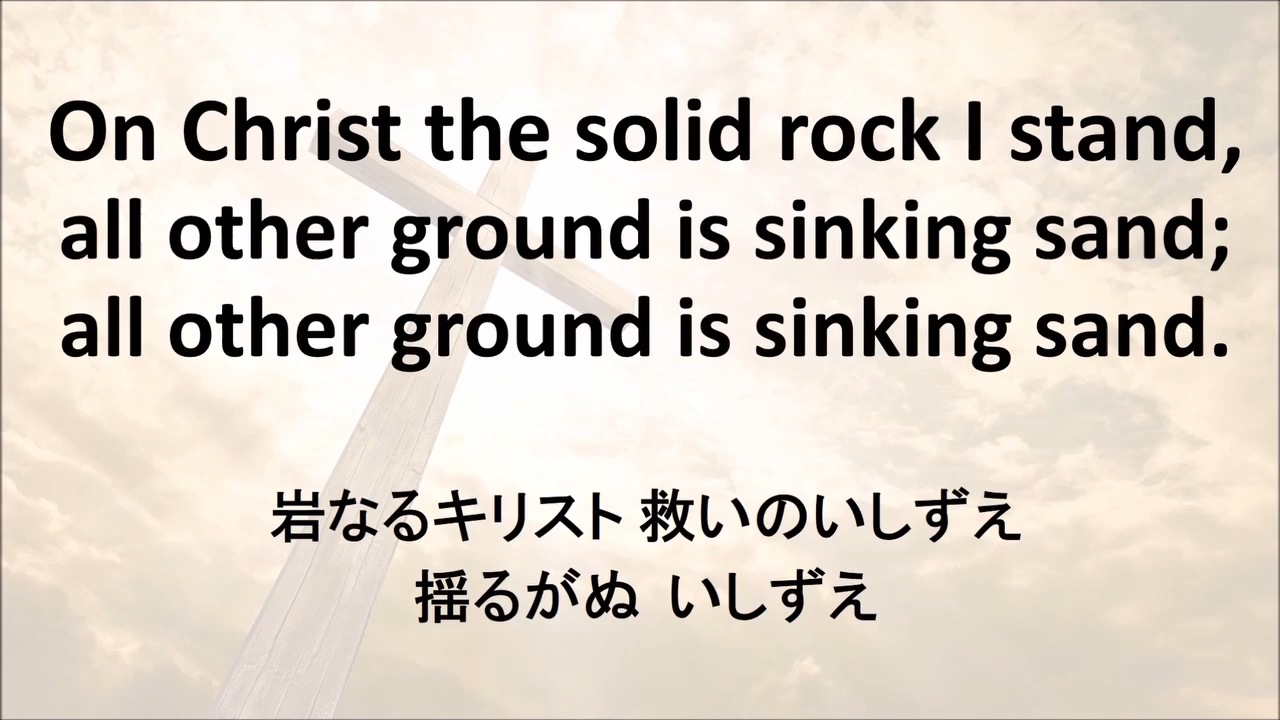 On Christ the solid rock I stand,
all other ground is sinking sand;
all other ground is sinking sand.
岩なるキリスト 救いのいしずえ
揺るがぬ いしずえ